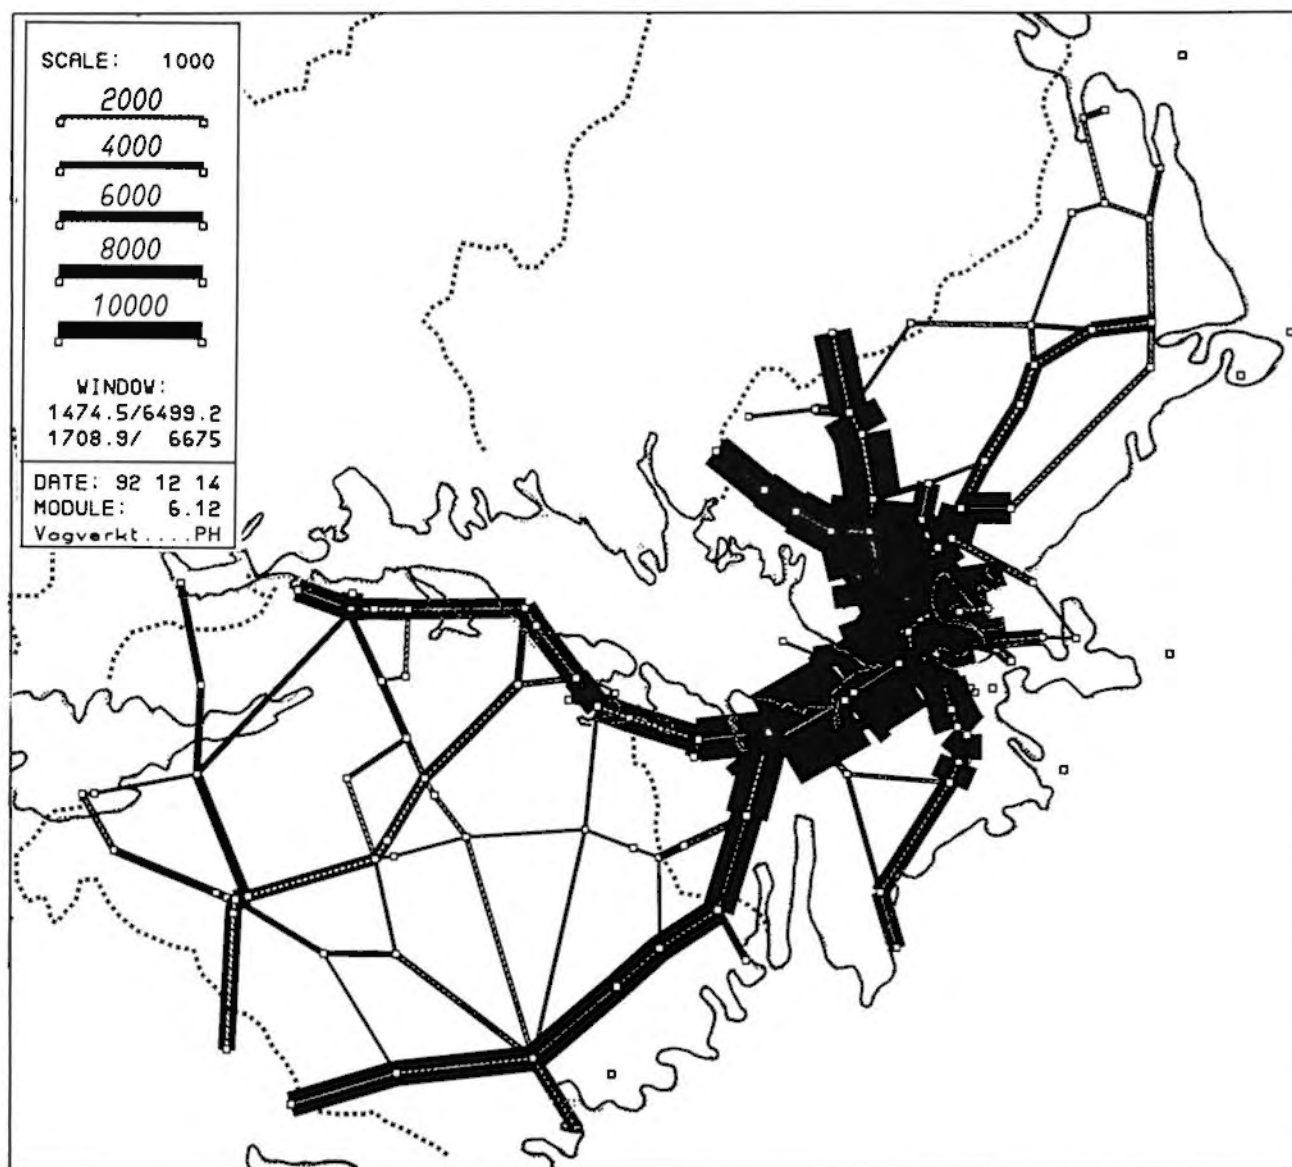 SCALE: 1000
2000
4000
6000
8000
10000
WINDOW:
1474.5/6499.2
1708.9/ 6675
DATE: 92 12 14
MODULE: 6.12
Vagverkt....PH